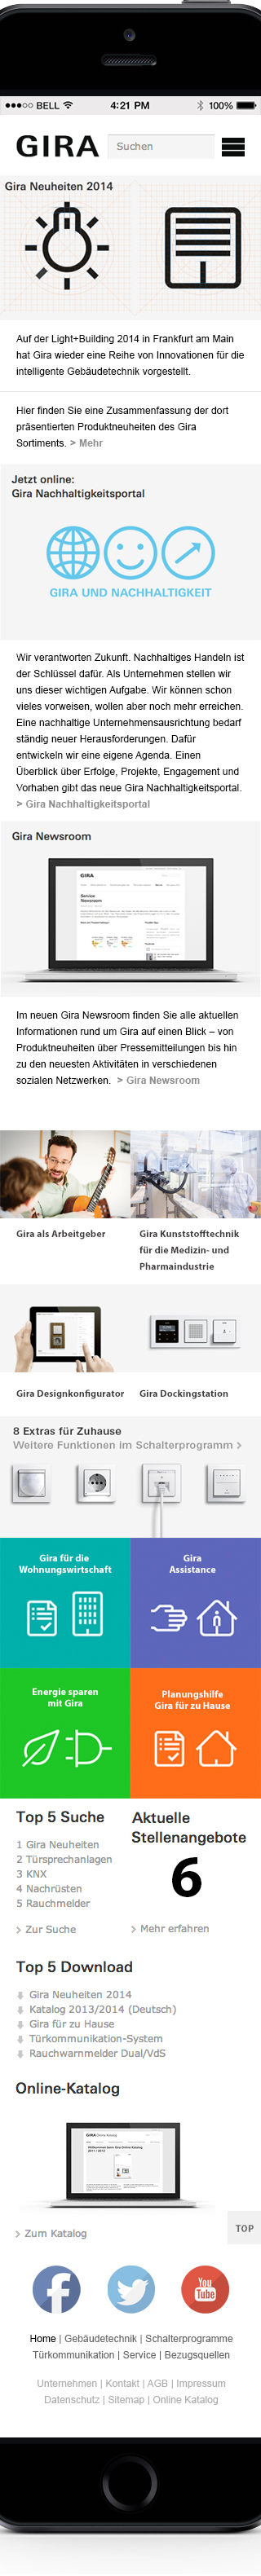 BELL 4:21 PM 100%
GIRA Suchen
Gira Neuheiten 2014
Auf der Light+Building 2014 in Frankfurt am Main
hat Gira wieder eine Reihe von Innovationen für die
intelligente Gebäudetechnik vorgestellt.
Hier finden Sie eine Zusammenfassung der dort
präsentierten Produktneuheiten des Gira
Sortiments. > Mehr
Jetzt online:
Gira Nachhaltigkeitsportal
GIRA UND NACHHALTIGKEIT
Wir verantworten Zukunft. Nachhaltiges Handeln ist
der Schlüssel dafür. Als Unternehmen stellen wir
uns dieser wichtigen Aufgabe. Wir können schon
vieles vorweisen, wollen aber noch mehr erreichen.
Eine nachhaltige Unternehmensausrichtung bedarf
ständig neuer Herausforderungen. Dafür
entwickeln wir eine eigene Agenda. Einen
Überblick über Erfolge, Projekte, Engagement und
Vorhaben gibt das neue Gira Nachhaltigkeitsportal.
> Gira Nachhaltigkeitsportal
Gira Newsroom
GIRA
Service
Newsroom
Im neuen Gira Newsroom finden Sie alle aktuellen
Informationen rund um Gira auf einen Blick – von
Produktneuheiten über Pressemitteilungen bis hin
zu den neuesten Aktivitäten in verschiedenen
sozialen Netzwerken. > Gira Newsroom
Gira als Arbeitgeber
Gira Kunststofftechnik
für die Medizin- und
Pharmaindustrie
Gira Designkonfigurator
Gira Dockingstation
8 Extras für Zuhause
Weitere Funktionen im Schalterprogramm >
Gira für die
Wohnungswirtschaft
Gira
Assistance
Energie sparen
mit Gira
Planungshilfe
Gira für zu Hause
Top 5 Suche
1 Gira Neuheiten
2 Türsprechanlagen
3 KNX
4 Nachrüsten
5 Rauchmelder
> Zur Suche
Aktuelle
Stellenangebote
6
> Mehr erfahren
Top 5 Download
Gira Neuheiten 2014
Katalog 2013/2014 (Deutsch)
Gira für zu Hause
Türkommunikation-System
Rauchwarnmelder Dual/VdS
Online-Katalog
> Zum Katalog
TOP
You
Tube
Home | Gebäudetechnik | Schalterprogramme
Türkommunikation | Service | Bezugsquellen
Unternehmen | Kontakt | AGB | Impressum
Datenschutz | Sitemap | Online Katalog